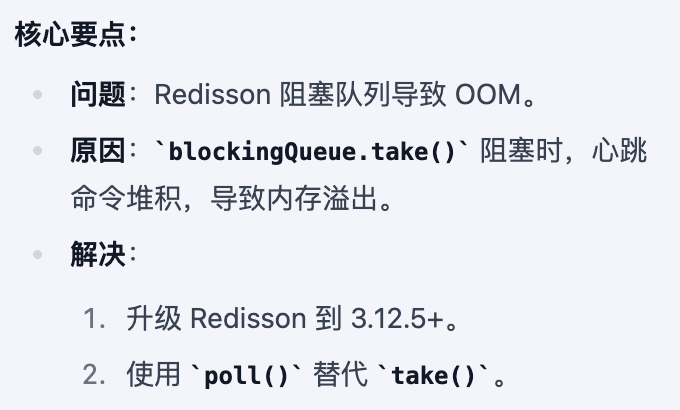 核心要点：
问题：Redisson 阻塞队列导致 OOM。
原因：`blockingQueue.take()` 阻塞时，心跳
命令堆积，导致内存溢出。
解决：
1. 升级 Redisson 到 3.12.5+。
2. 使用 `poll()` 替代 `take()`。